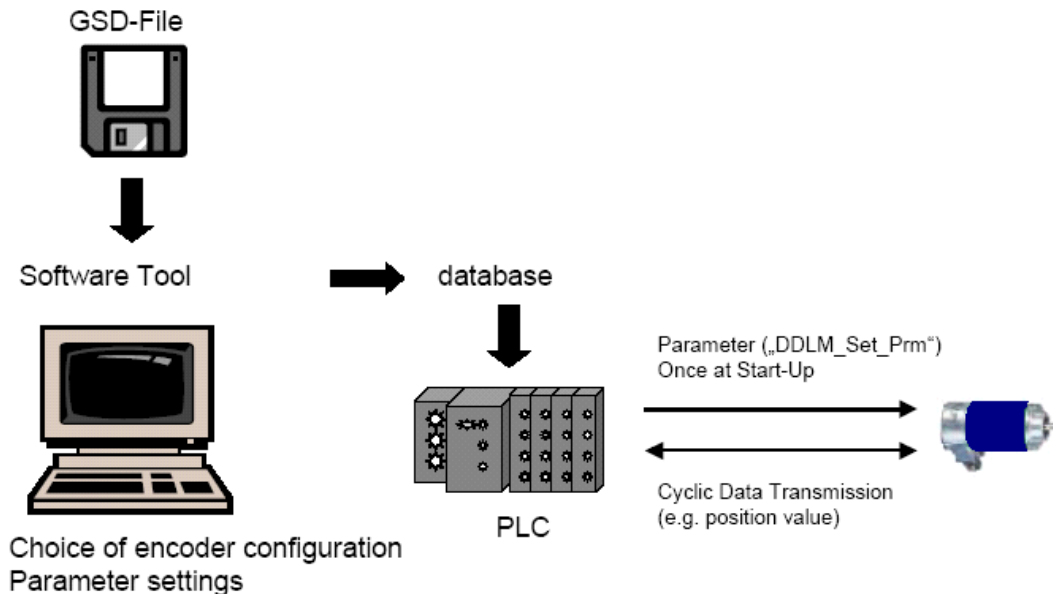 GSD-File
Software Tool
database
Parameter („DDLM_Set_Prm“)
Once at Start-Up
Cyclic Data Transmission
(e.g. position value)
PLC
Choice of encoder configuration
Parameter settings